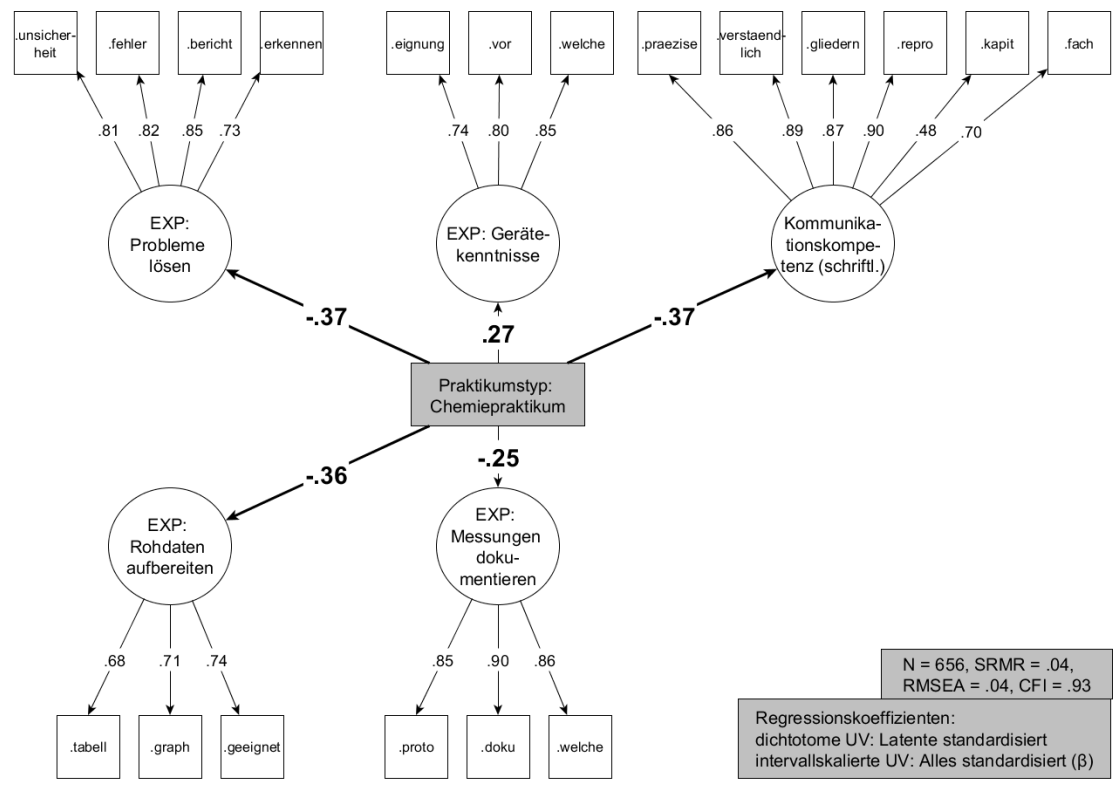 .unsicher-
heit
.fehler
.bericht
.erkennen
.eignung
.vor
.welche
.praezise
.verstaend-
lich
.gliedern
.repro
.kapit
.fach
.81
.82
.85
.73
.74
.80
.85
.86
.89
.87
.90
.48
.70
EXP:
Probleme
lösen
EXP: Geräte-
kenntnisse
Kommunika-
tionskompe-
tenz (schriftl.)
-.37
.27
-.37
Praktikumstyp:
Chemiepraktikum
-.36
-.25
EXP:
Rohdaten
aufbereiten
EXP:
Messungen
doku-
mentieren
.68
.71
.74
.85
.90
.86
.tabell
.graph
.geeignet
.proto
.doku
.welche
N = 656, SRMR = .04,
RMSEA = .04, CFI = .93
Regressionskoeffizienten:
dichtotome UV: Latente standardisiert
intervallskalierte UV: Alles standardisiert (β)